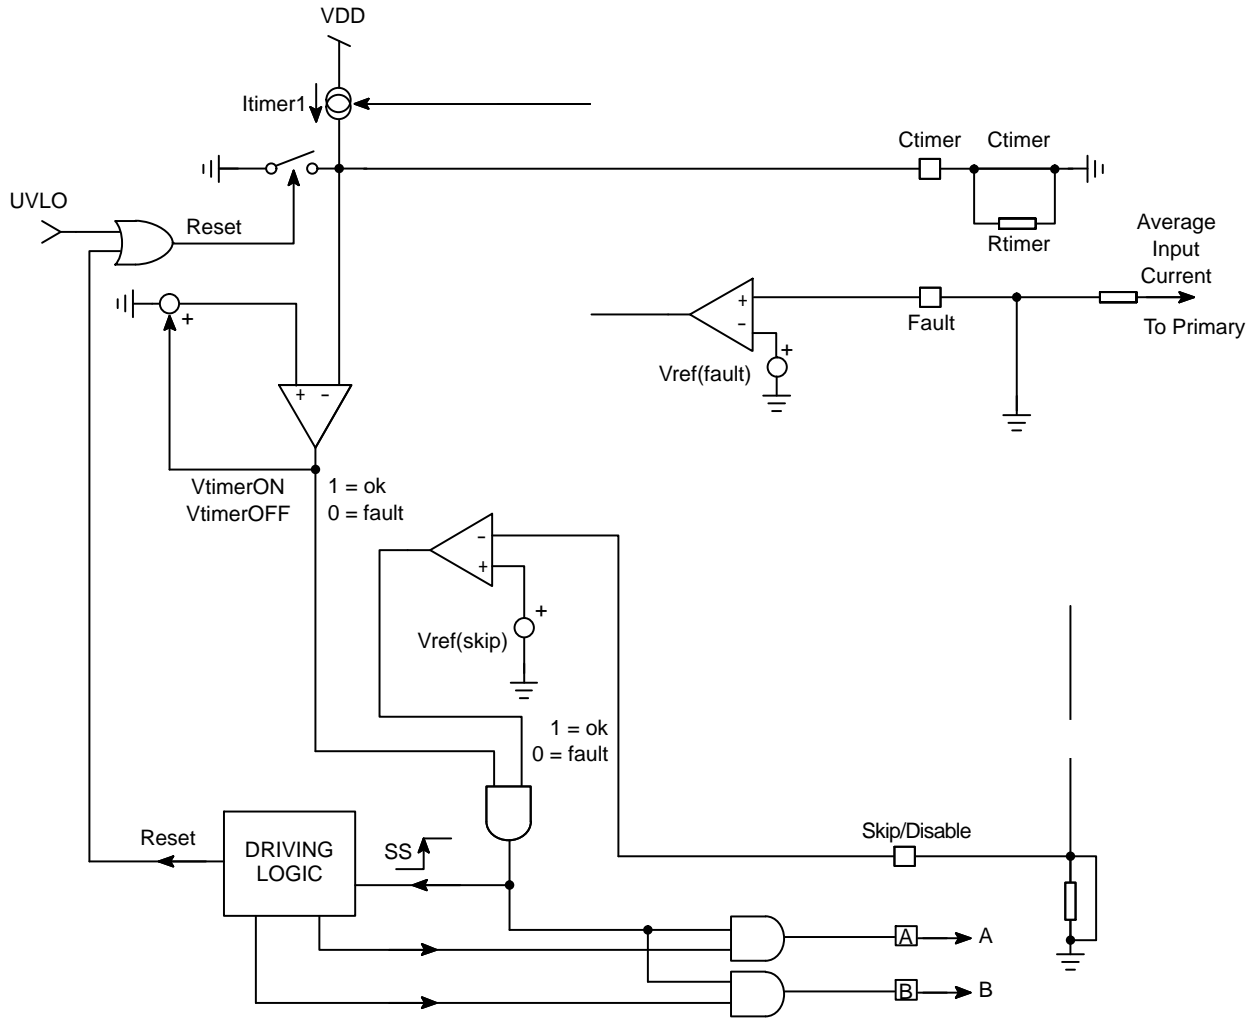 VDD
Itimer1
Ctimer
Ctimer
UVLO
Reset
Rtimer
Average
Input
Current
+
+
-
Fault
To Primary
+
Vref(fault)
+ -
VtimerON
VtimerOFF
1 = ok
0 = fault
-
+
+
Vref(skip)
1 = ok
0 = fault
Reset
DRIVING
LOGIC
SS
Skip/Disable
A
A
B
B